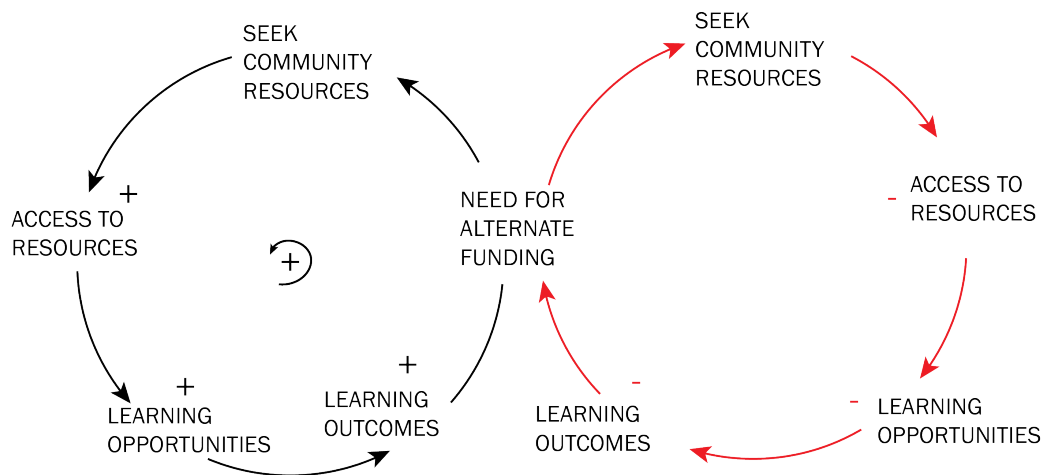 SEEK
COMMUNITY
RESOURCES
+
ACCESS TO
RESOURCES
+
LEARNING
OPPORTUNITIES
+
LEARNING
OUTCOMES
+
NEED FOR
ALTERNATE
FUNDING
SEEK
COMMUNITY
RESOURCES
-
ACCESS TO
RESOURCES
-
LEARNING
OPPORTUNITIES
-
LEARNING
OUTCOMES